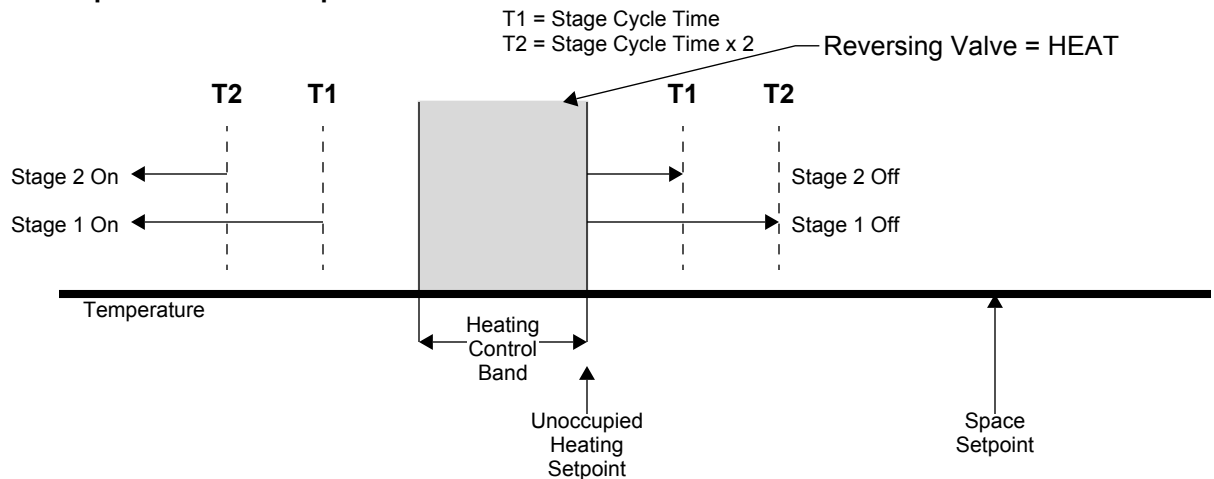 T1 = Stage Cycle Time
T2 = Stage Cycle Time x 2
Reversing Valve = HEAT
T2 T1 T1 T2
Stage 2 On Stage 2 Off
Stage 1 On Stage 1 Off
Temperature
Heating
Control
Band
Unoccupied
Heating
Setpoint
Space
Setpoint